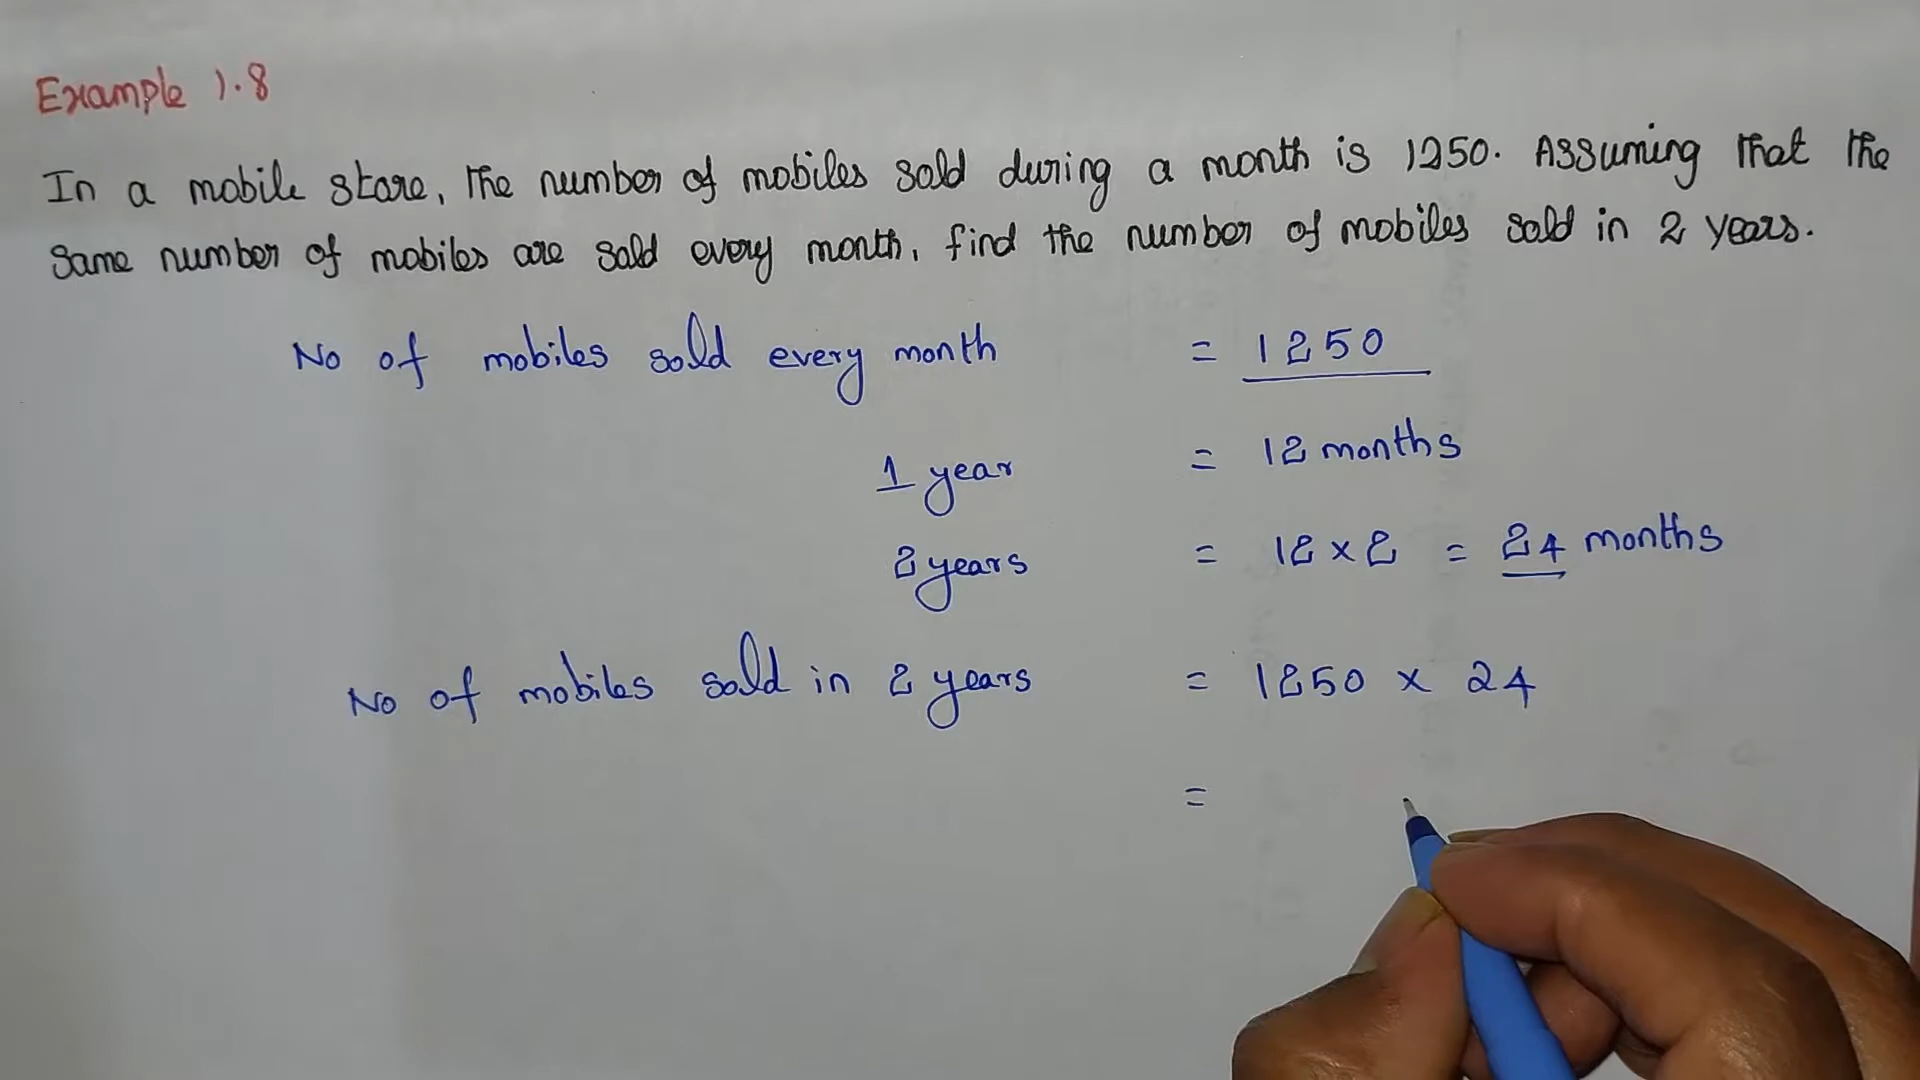 Example 1.8
In a mobile store, the number of mobiles sold during a month is 1250. Assuming that the
same number of mobiles are sold every month, find the number of mobiles sold in 2 years.
No of mobiles sold every month = 1250
1 year = 12 months
2 years = 12 x 2 = 24 months
No of mobiles sold in 2 years = 1250 x 24
=